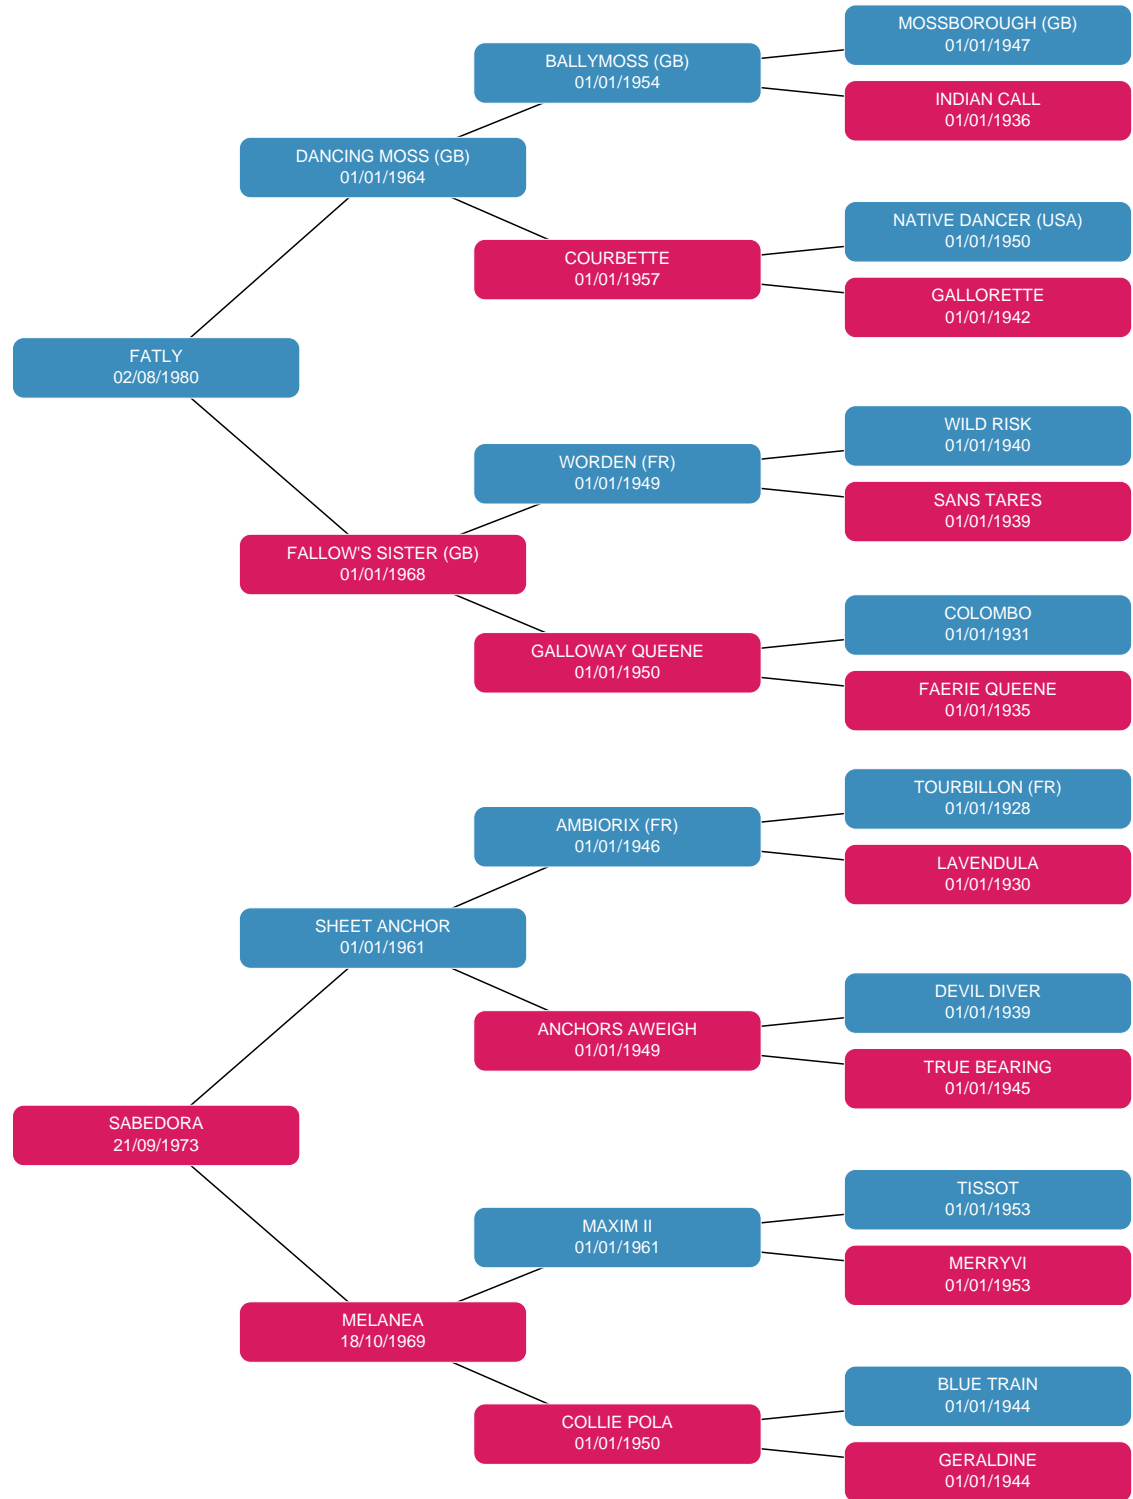 MOSSBOROUGH (GB)
01/01/1947
BALLYMOSS (GB)
01/01/1954
INDIAN CALL
01/01/1936
DANCING MOSS (GB)
01/01/1964
NATIVE DANCER (USA)
01/01/1950
COURBETTE
01/01/1957
GALLORETTE
01/01/1942
FATLY
02/08/1980
WILD RISK
01/01/1940
WORDEN (FR)
01/01/1949
SANS TARES
01/01/1939
FALLOW'S SISTER (GB)
01/01/1968
COLOMBO
01/01/1931
GALLOWAY QUEENE
01/01/1950
FAERIE QUEENE
01/01/1935
TOURBILLON (FR)
01/01/1928
AMBIORIX (FR)
01/01/1946
LAVENDULA
01/01/1930
SHEET ANCHOR
01/01/1961
DEVIL DIVER
01/01/1939
ANCHORS AWEIGH
01/01/1949
TRUE BEARING
01/01/1945
SABEDORA
21/09/1973
TISSOT
01/01/1953
MAXIM II
01/01/1961
MERRYVI
01/01/1953
MELANEA
18/10/1969
BLUE TRAIN
01/01/1944
COLLIE POLA
01/01/1950
GERALDINE
01/01/1944